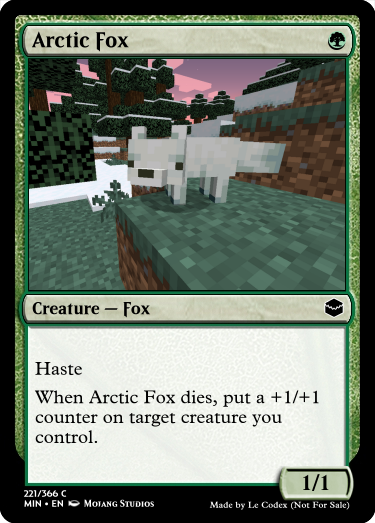 Arctic Fox
Creature — Fox
Haste
When Arctic Fox dies, put a +1/+1
counter on target creature you
control.
1/1
221/366 C
MIN • EN Mojang Studios
Made by Le Codex (Not For Sale)